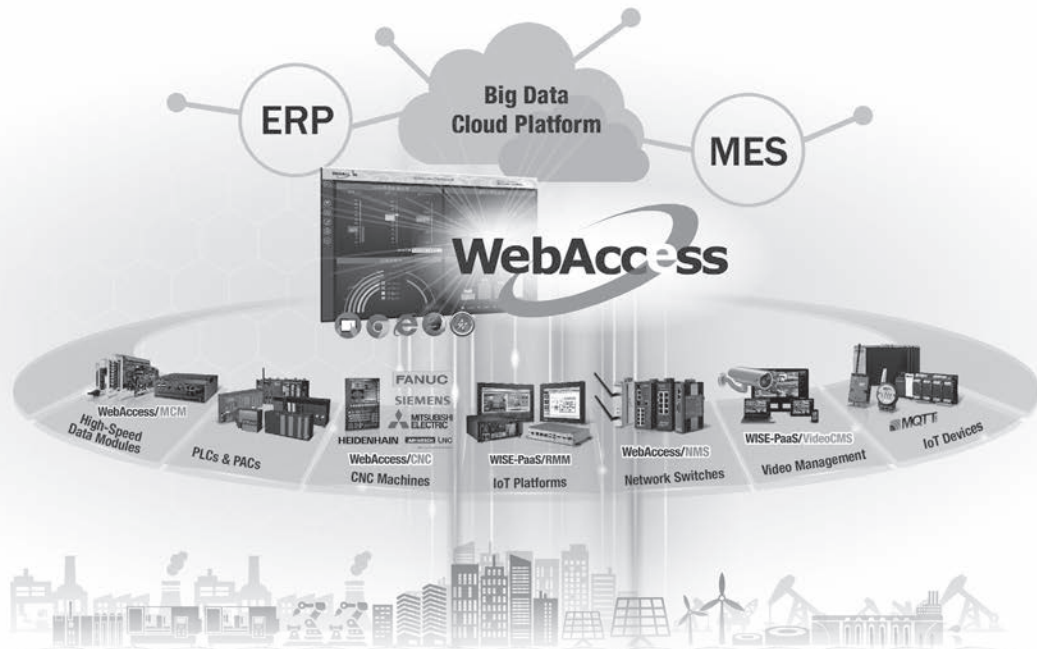 Big Data
Cloud Platform
ERP
MES
WebAccess
WebAccess/MCM
High-Speed
Data Modules
PLCs & PACs
FANUC
SIEMENS
MITSUBISHI
ELECTRIC
HEIDENHAIN
LNC
WebAccess/CNC
CNC Machines
WISE-PaaS/RMM
IoT Platforms
WebAccess/NMS
Network Switches
WISE-PaaS/VideoCMS
Video Management
MQTT
IoT Devices